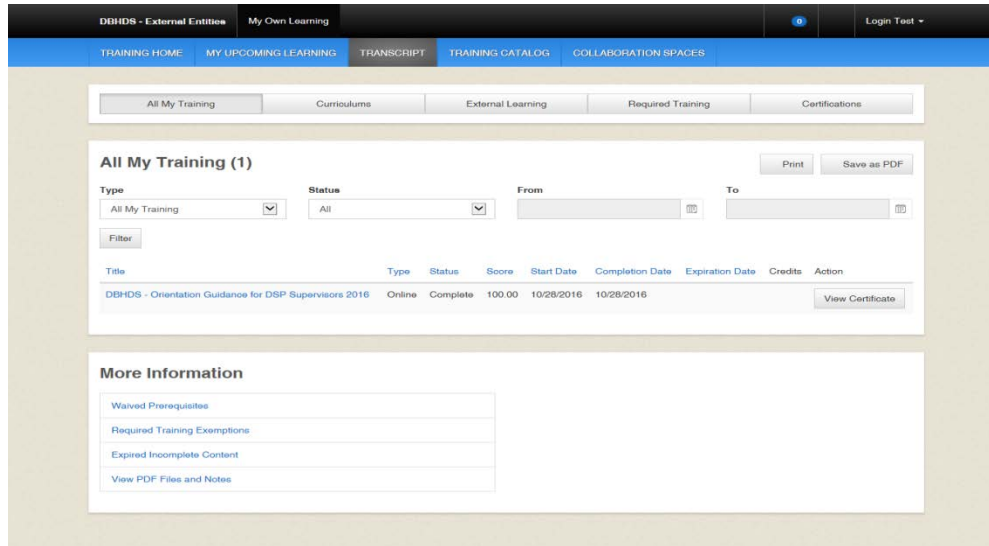 DBHDS - External Entities My Own Learning 0 Login Test
TRAINING HOME MY UPCOMING LEARNING TRANSCRIPT TRAINING CATALOG COLLABORATION SPACES
All My Training Curriculums External Learning Required Training Certifications
All My Training (1) Print Save as PDF
Type Status From To
All My Training All
Filter
Title Type Status Score Start Date Completion Date Expiration Date Credits Action
DBHDS - Orientation Guidance for DSP Supervisors 2016 Online Complete 100.00 10/28/2016 10/28/2016 View Certificate
More Information
Waived Prerequisites
Required Training Exemptions
Expired Incomplete Content
View PDF Files and Notes